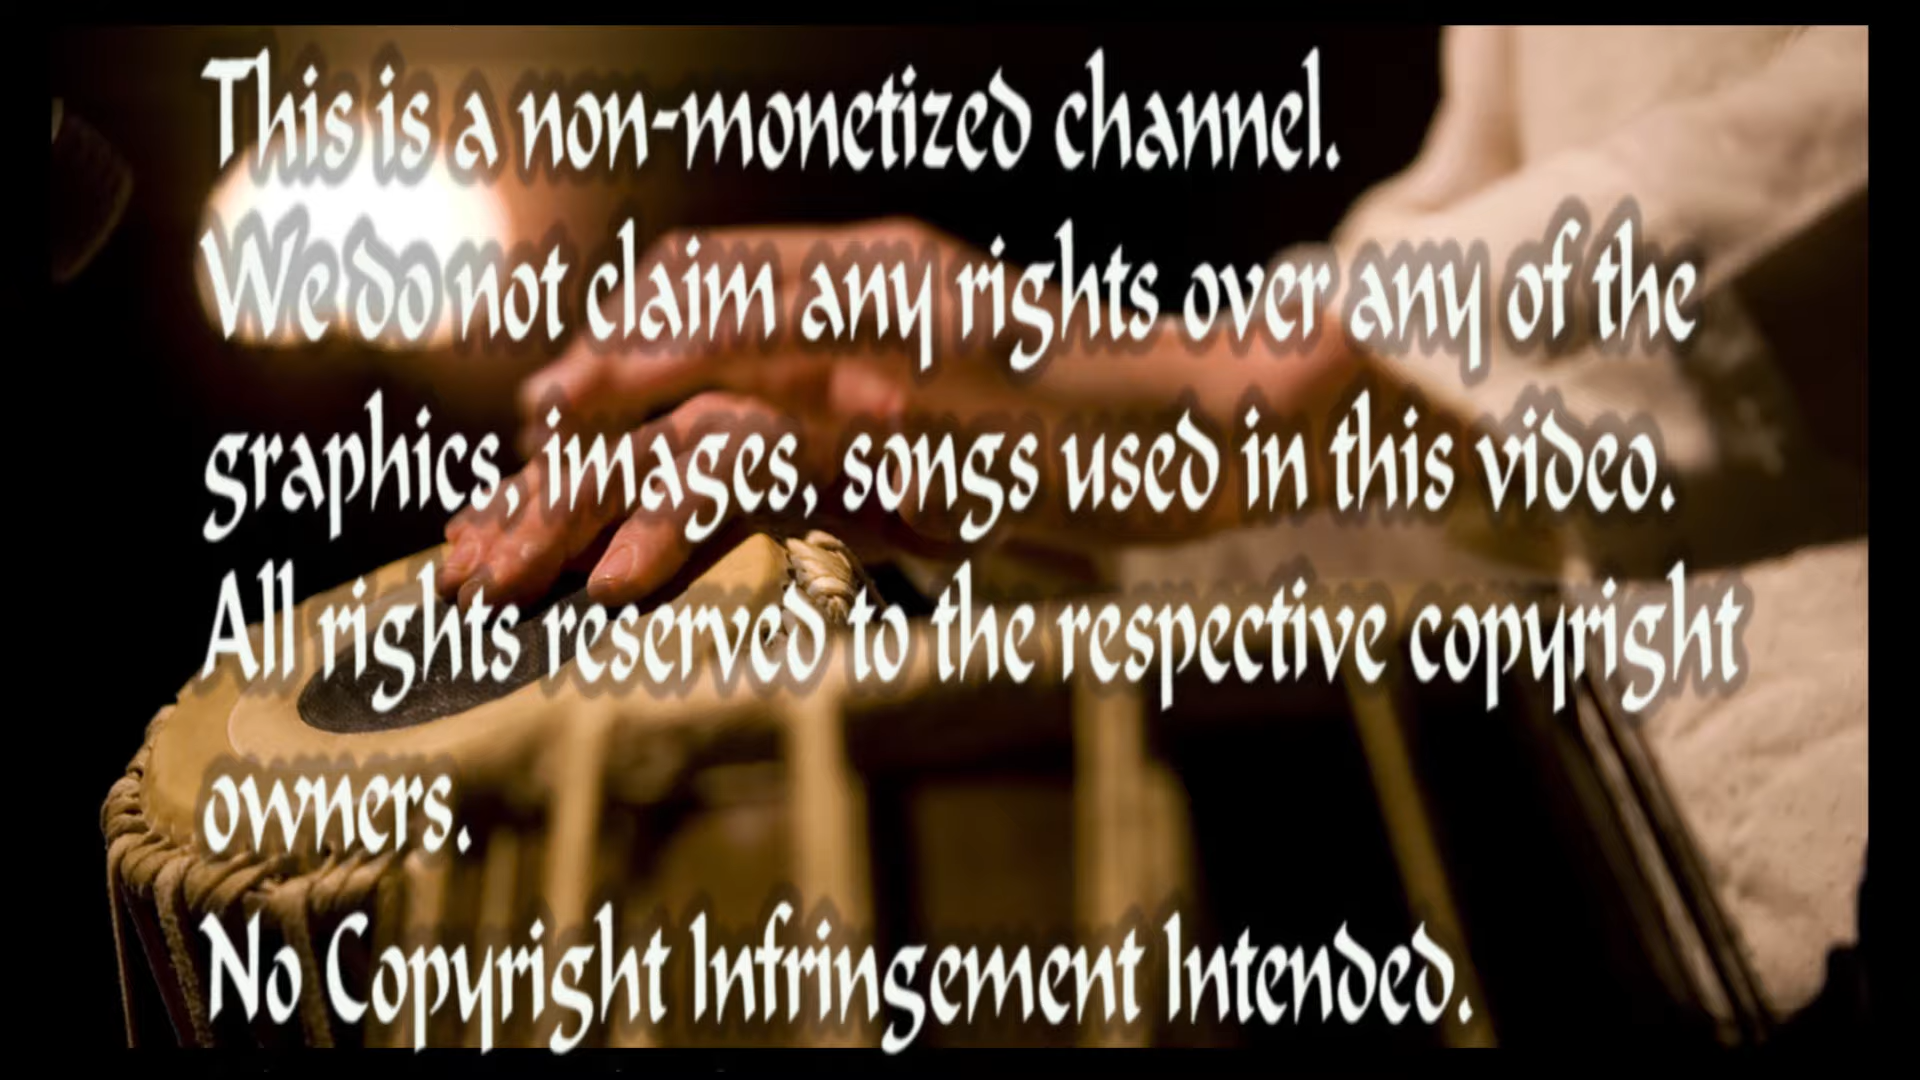 This is a non-monetized channel.
We do not claim any rights over any of the
graphics, images, songs used in this video.
All rights reserved to the respective copyright
owners.
No Copyright Infringement Intended.